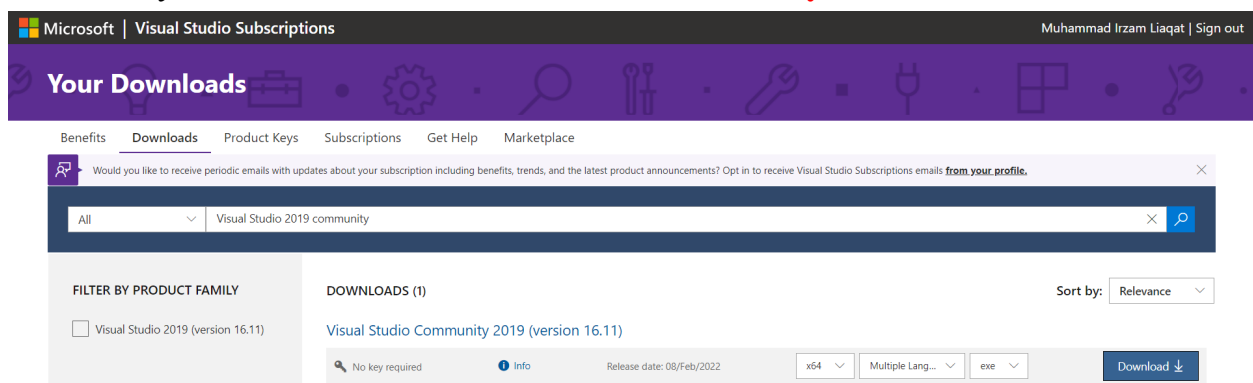 Microsoft | Visual Studio Subscriptions Muhammad Irzam Liaqat | Sign out
Your Downloads
Benefits Downloads Product Keys Subscriptions Get Help Marketplace
Would you like to receive periodic emails with updates about your subscription including benefits, trends, and the latest product announcements? Opt in to receive Visual Studio Subscriptions emails from your profile.
All Visual Studio 2019 community
FILTER BY PRODUCT FAMILY DOWNLOADS (1) Sort by: Relevance
Visual Studio 2019 (version 16.11) Visual Studio Community 2019 (version 16.11)
No key required Info Release date: 08/Feb/2022 x64 Multiple Lang... exe Download